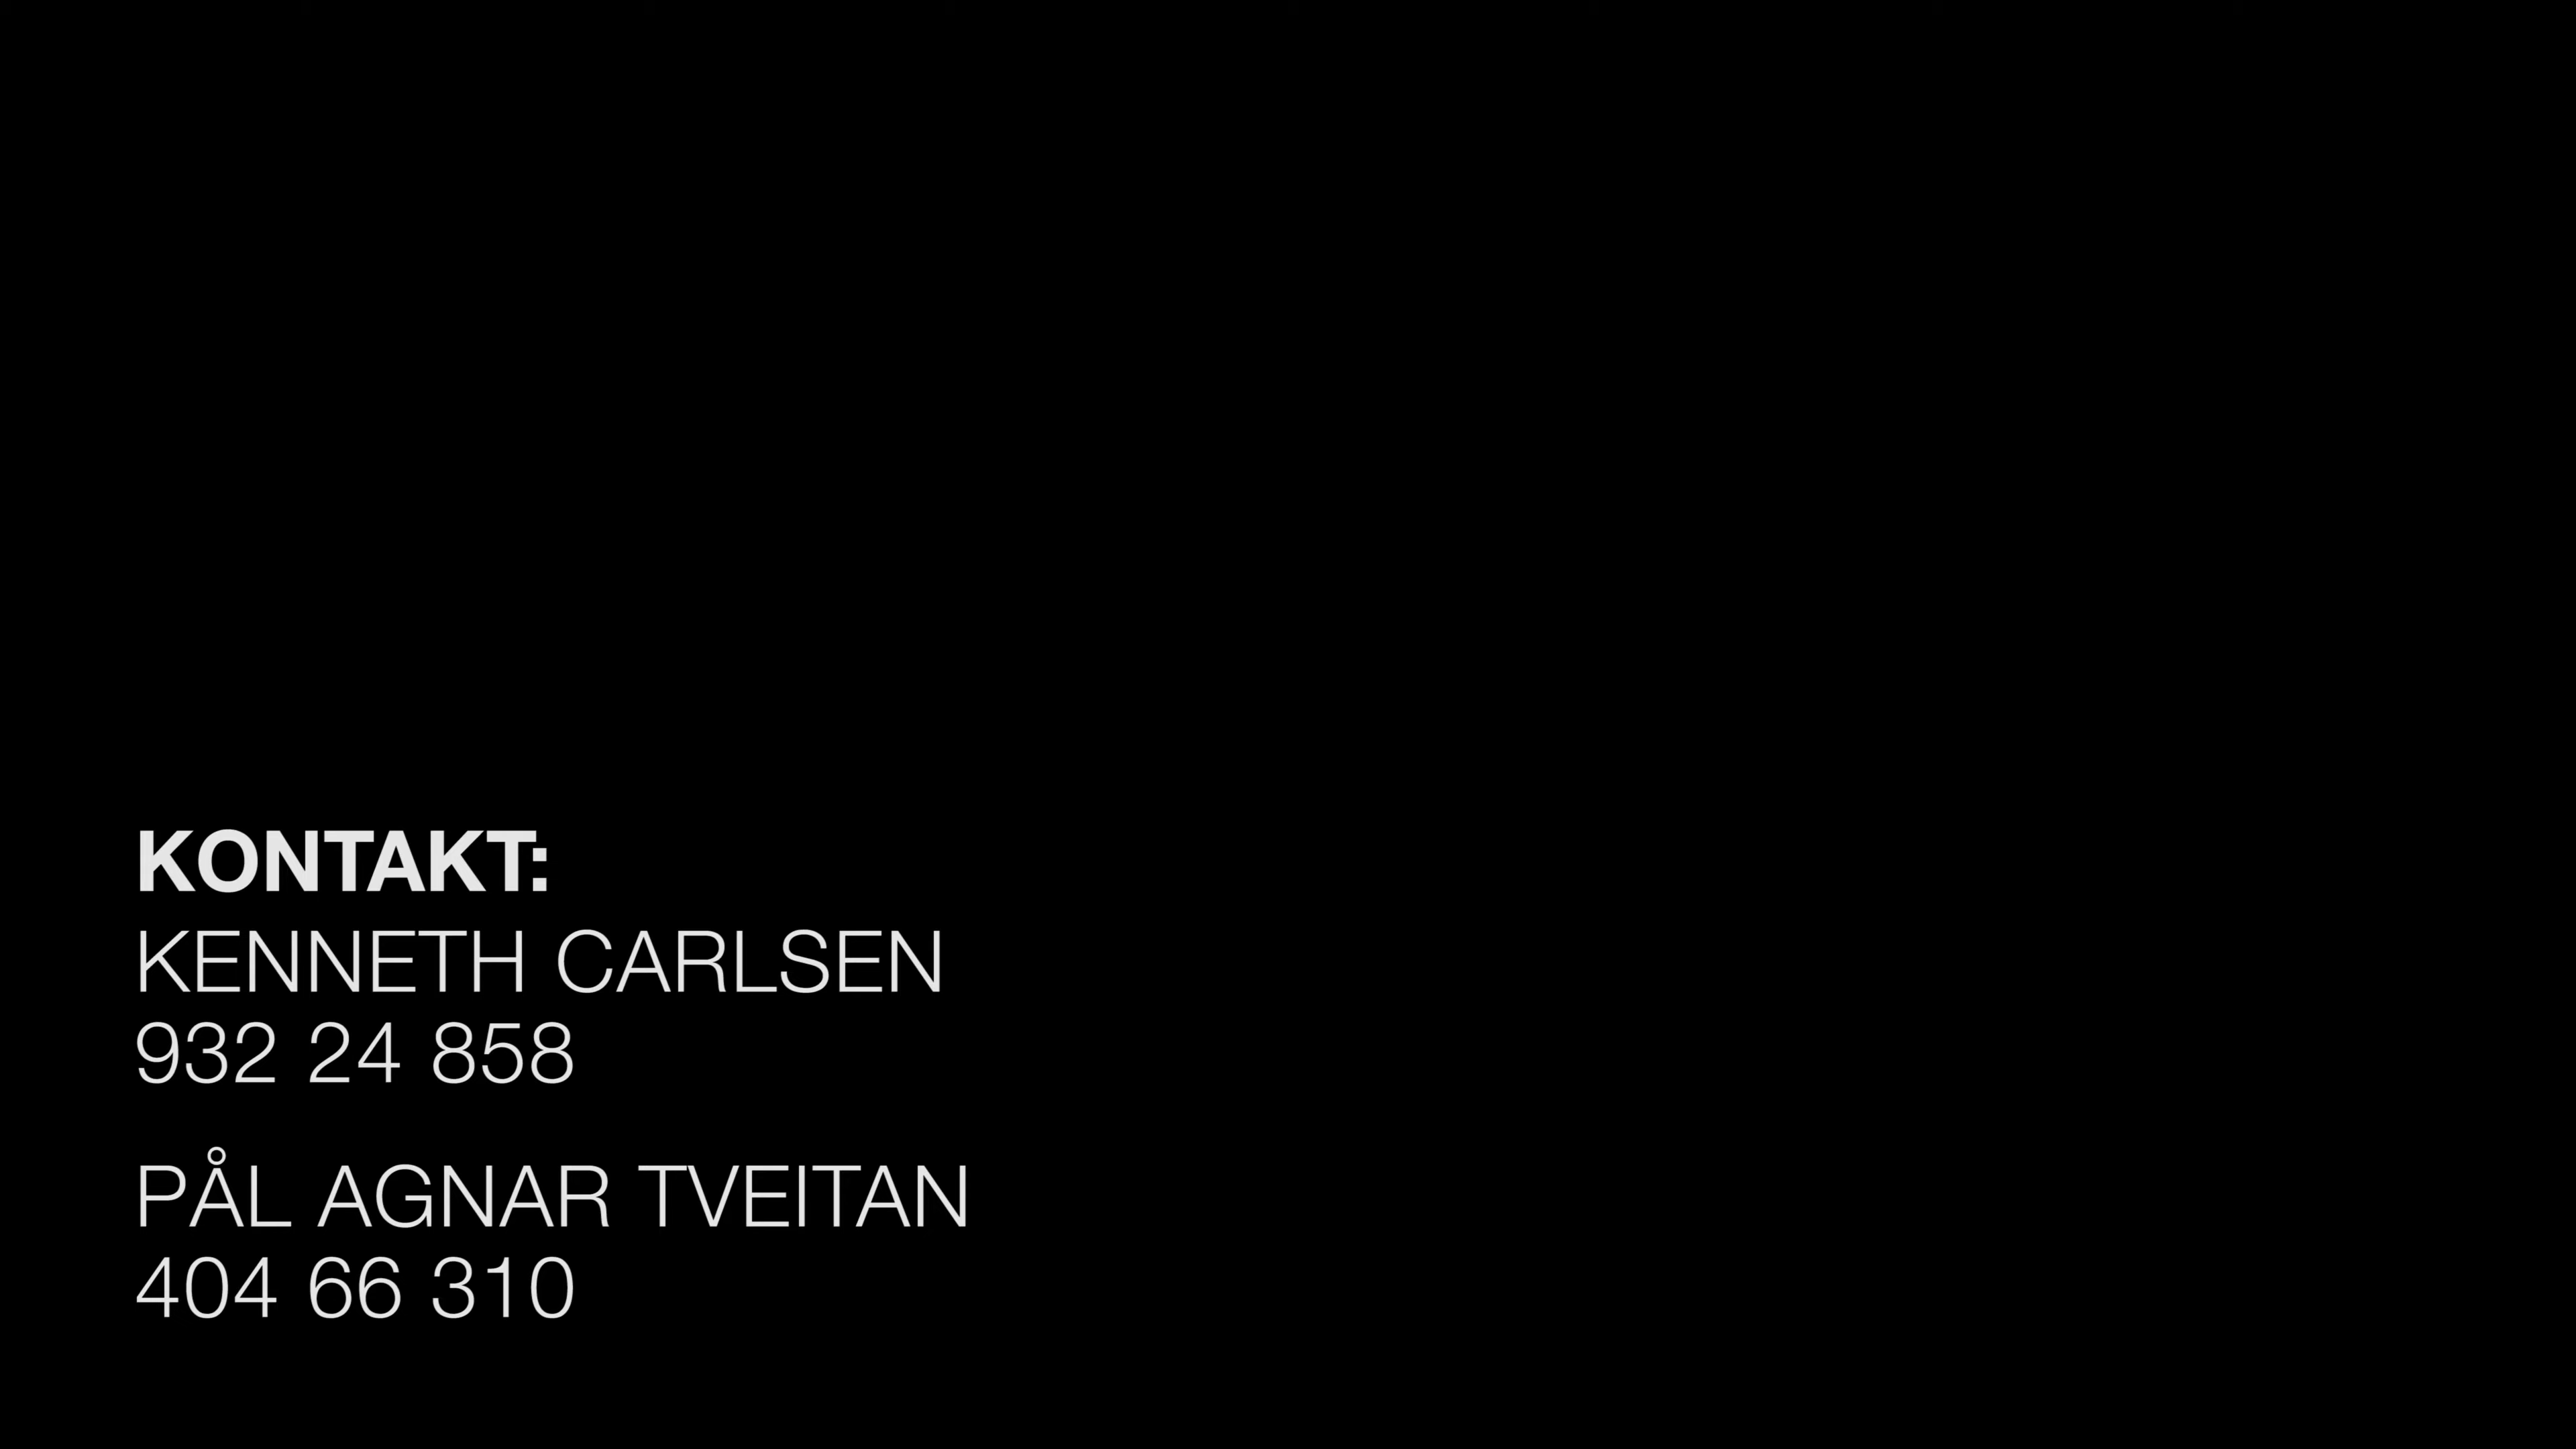 KONTAKT:
KENNETH CARLSEN
932 24 858
PÅL AGNAR TVEITAN
404 66 310